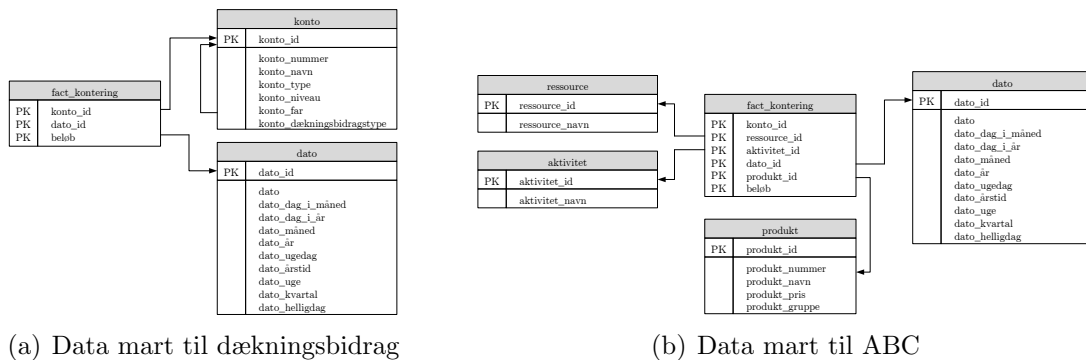 konto
PK konto_id
konto_nummer
konto_navn
konto_type
konto_niveau
konto_far
konto_dækningsbidragstype
fact_kontering
PK konto_id
PK dato_id
PK beløb
dato
PK dato_id
dato
dato_dag_i_måned
dato_dag_i_år
dato_måned
dato_år
dato_ugedag
dato_årstid
dato_uge
dato_kvartal
dato_helligdag
(a) Data mart til dækningsbidrag
ressource
PK ressource_id
ressource_navn
aktivitet
PK aktivitet_id
aktivitet_navn
fact_kontering
PK konto_id
PK ressource_id
PK aktivitet_id
PK dato_id
PK produkt_id
PK beløb
produkt
PK produkt_id
produkt_nummer
produkt_navn
produkt_pris
produkt_gruppe
dato
PK dato_id
dato
dato_dag_i_måned
dato_dag_i_år
dato_måned
dato_år
dato_ugedag
dato_årstid
dato_uge
dato_kvartal
dato_helligdag
(b) Data mart til ABC